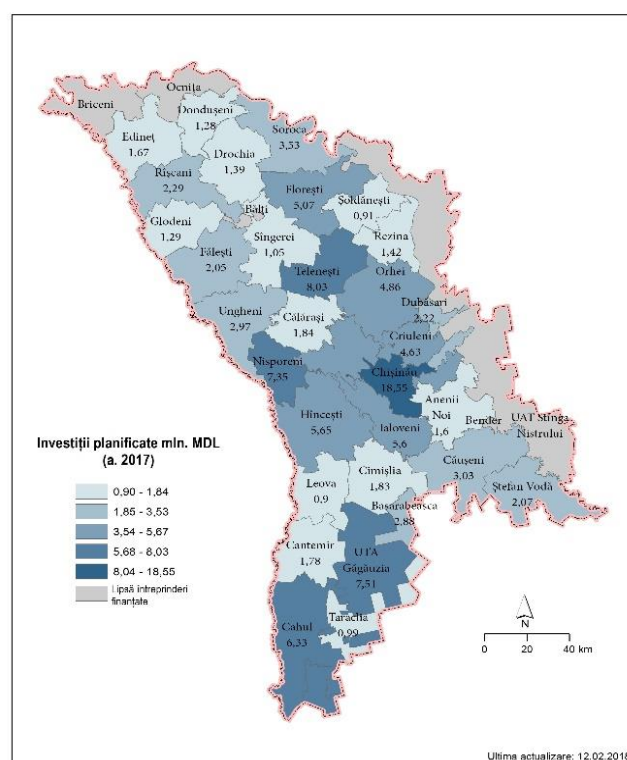 Ocnița
Briceni
Dondușeni
1,28
Soroca
3,53
Edineț
1,67
Drochia
1,39
Rîșcani
2,29
Florești
5,07
Șoldănești
0,91
Bălți
Glodeni
1,29
Sîngerei
1,05
Rezina
1,42
Fălești
2,05
Telenești
8,03
Orhei
4,86
Dubăsari
2,22
Ungheni
2,97
Călărași
1,84
Criuleni
4,63
Nisporeni
7,35
Chișinău
18,55
Anenii
Noi
1,6
Bender
UAT Stînga
Nistrului
Hîncești
5,65
Ialoveni
5,6
Căușeni
3,03
Ștefan Vodă
2,07
Investiții planificate mln. MDL
(a. 2017)
0,90 - 1,84
1,85 - 3,53
3,54 - 5,67
5,68 - 8,03
8,04 - 18,55
Lipsă întreprinderi
finanțate
Leova
0,9
Cimișlia
1,83
Basarabeasca
2,88
Cantemir
1,78
UTA
Găgăuzia
7,51
Cahul
6,33
Taraclia
0,99
N
0 20 40 km
Ultima actualizare: 12.02.2018